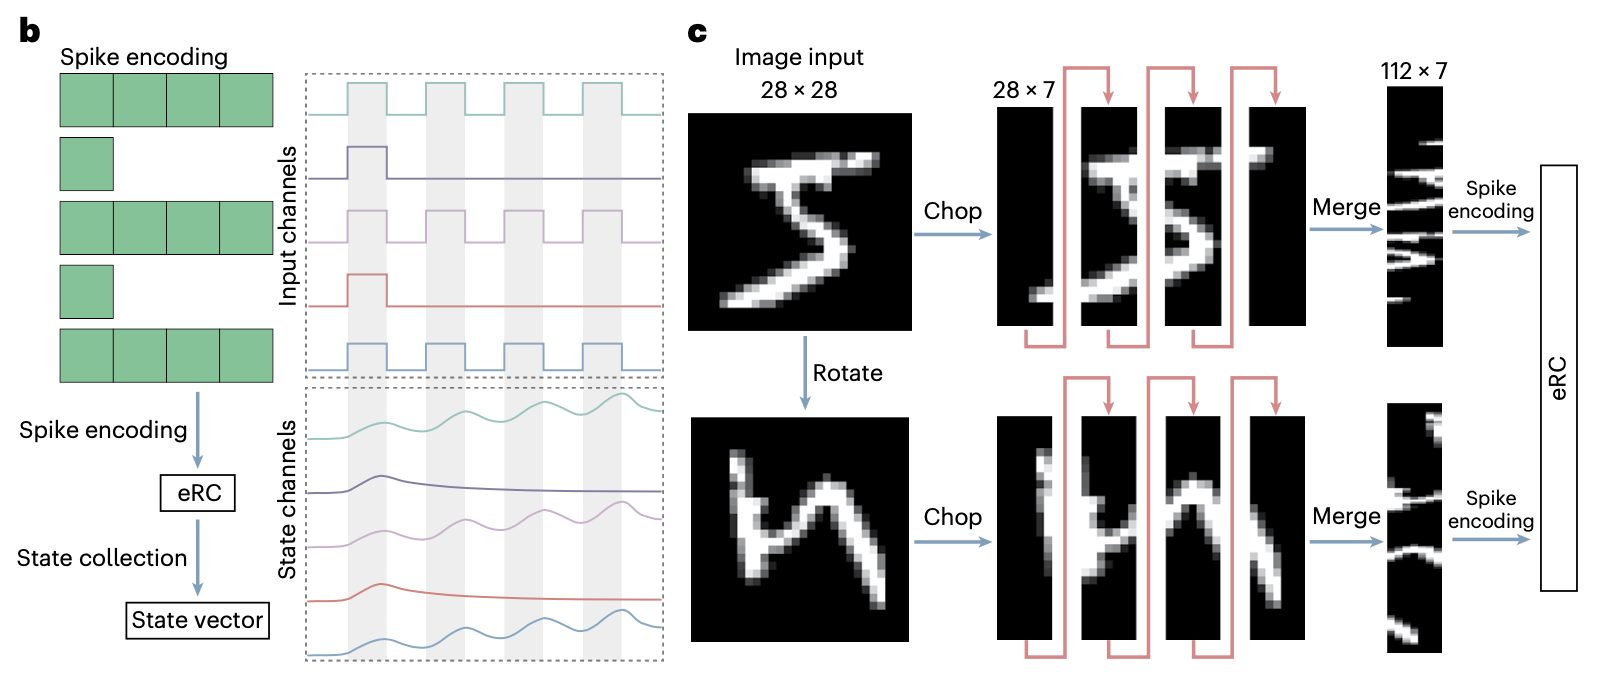 b
Spike encoding
Input channels
State channels
Spike encoding
eRC
State collection
State vector
c
Image input
28 × 28
28 × 7
112 × 7
Chop
Merge
Spike
encoding
Rotate
Chop
Merge
Spike
encoding
eRC